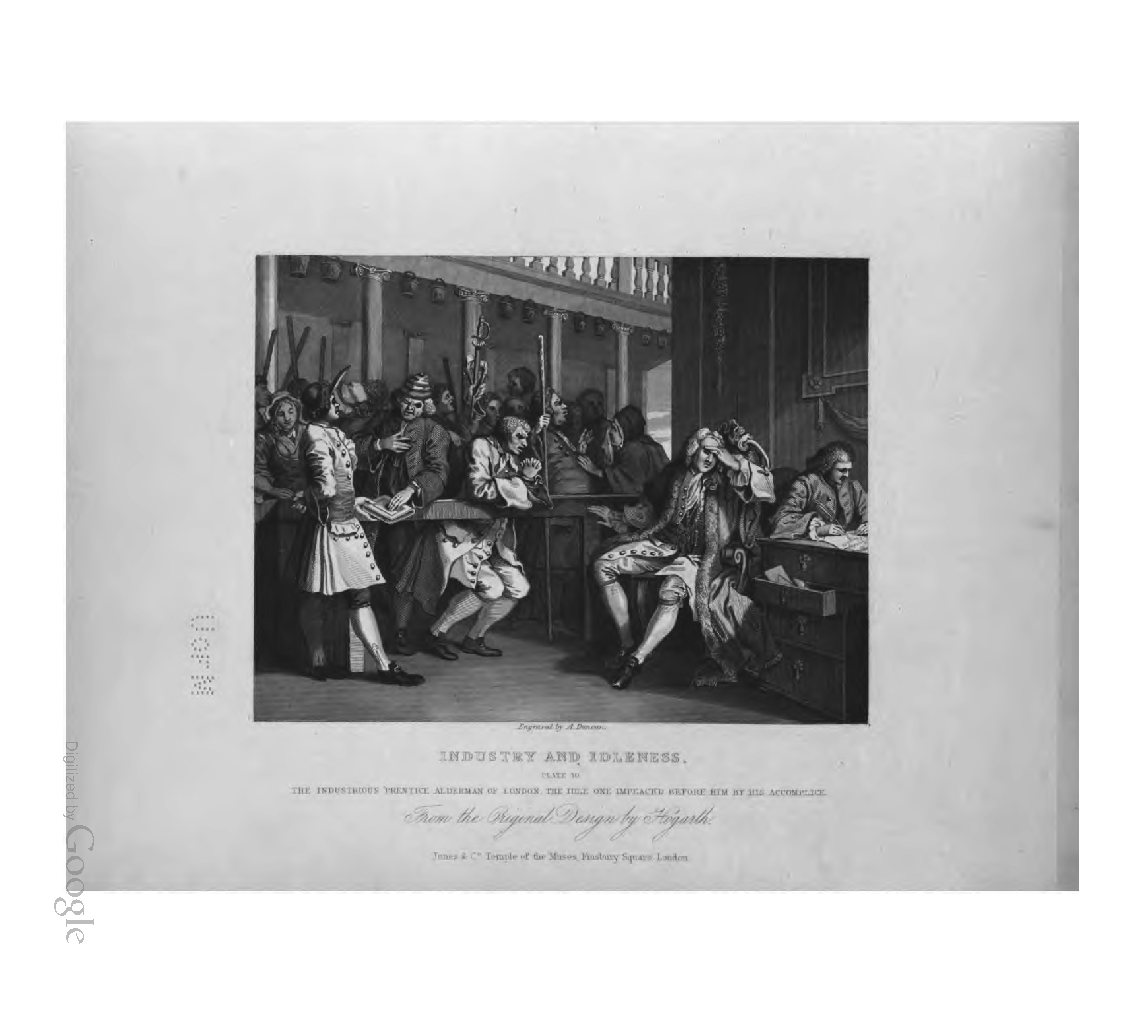 Engraved by A. Duncan.
INDUSTRY AND IDLENESS.
PLATE 10
THE INDUSTRIOUS 'PRENTICE ALDERMAN OF LONDON, THE IDLE ONE IMPEACH'D BEFORE HIM BY HIS ACCOMPLICE.
From the Original Design by Hogarth.
Jones & Co. Temple of the Muses, Finsbury Square, London.
Digitized by Google